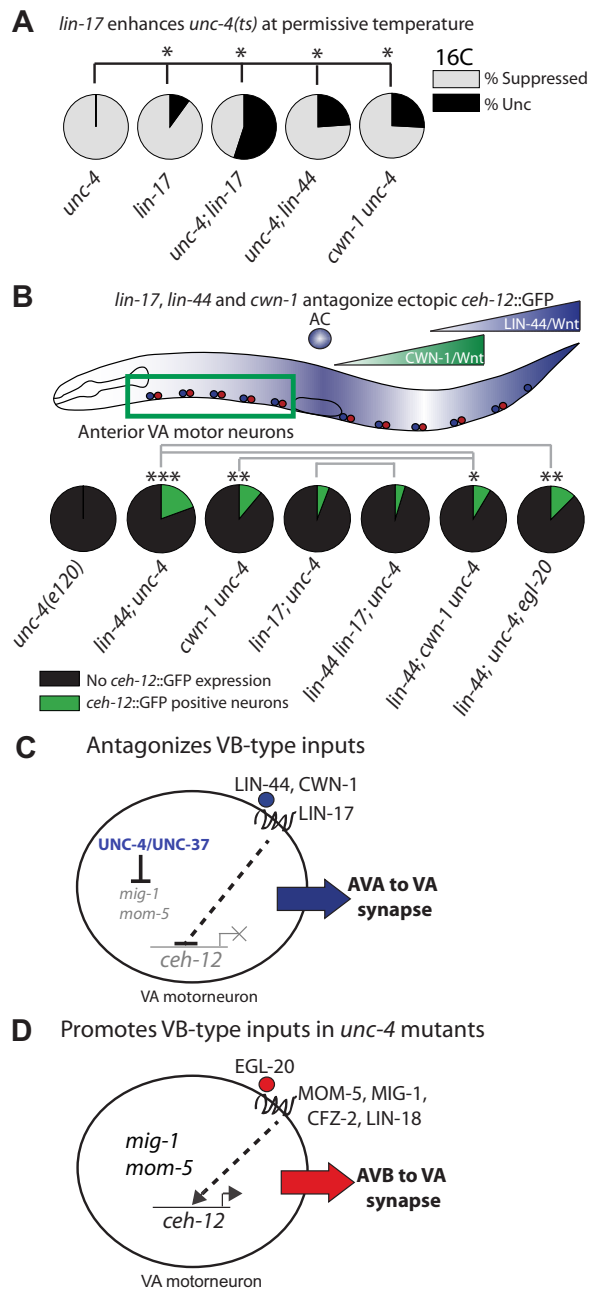 A
lin-17 enhances unc-4(ts) at permissive temperature
* * * *
16C
% Suppressed
% Unc
unc-4
lin-17
unc-4; lin-17
unc-4; lin-44
cwn-1 unc-4
B
lin-17, lin-44 and cwn-1 antagonize ectopic ceh-12::GFP
AC
LIN-44/Wnt
CWN-1/Wnt
Anterior VA motor neurons
*** ** * **
unc-4(e120)
lin-44; unc-4
cwn-1 unc-4
lin-17; unc-4
lin-44 lin-17; unc-4
lin-44; cwn-1 unc-4
lin-44; unc-4; egl-20
No ceh-12::GFP expression
ceh-12::GFP positive neurons
C
Antagonizes VB-type inputs
LIN-44, CWN-1
LIN-17
UNC-4/UNC-37
mig-1
mom-5
AVA to VA
synapse
ceh-12
VA motorneuron
D
Promotes VB-type inputs in unc-4 mutants
EGL-20
MOM-5, MIG-1,
CFZ-2, LIN-18
mig-1
mom-5
AVB to VA
synapse
ceh-12
VA motorneuron